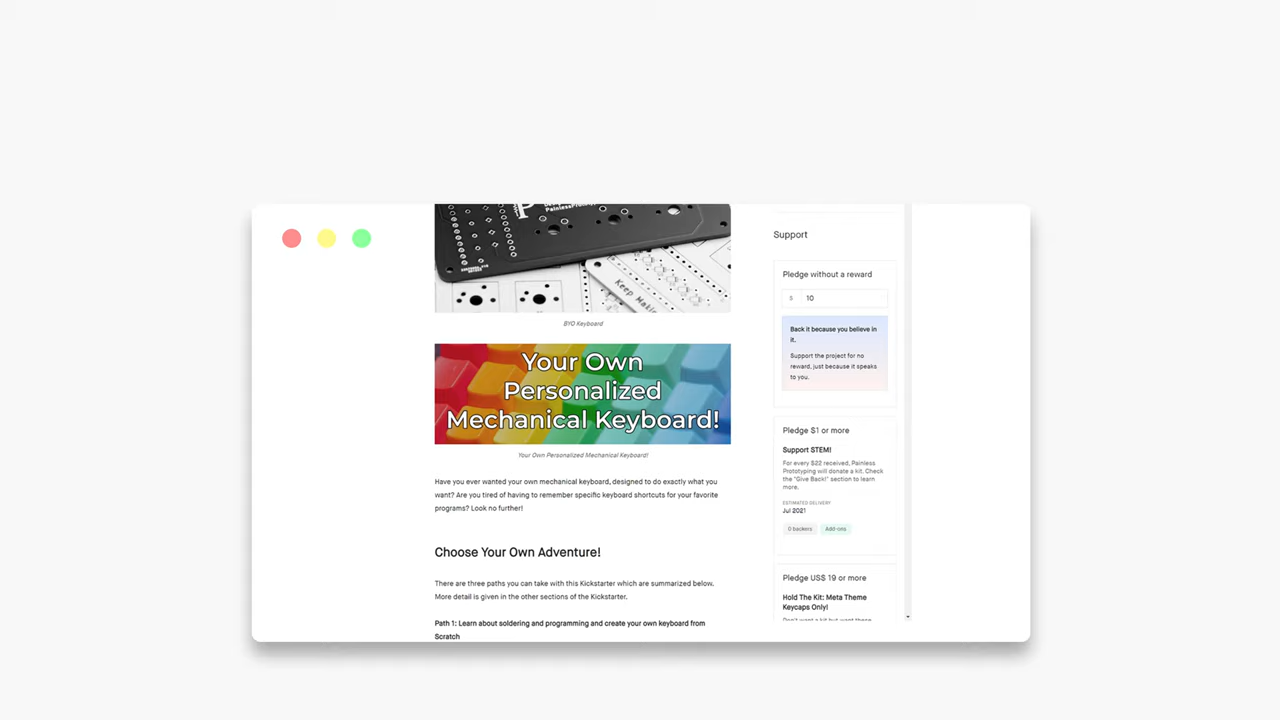 P
Keep
BYO Keyboard
Your Own
Personalized
Mechanical Keyboard!
Your Own Personalized Mechanical Keyboard!
Have you ever wanted your own mechanical keyboard, designed to do exactly what you
want? Are you tired of having to remember specific keyboard shortcuts for your favorite
programs? Look no further!
Choose Your Own Adventure!
There are three paths you can take with this Kickstarter which are summarized below.
More detail is given in the other sections of the Kickstarter.
Path 1: Learn about soldering and programming and create your own keyboard from
Scratch
Support
Pledge without a reward
$ 10
Back it because you believe in
it.
Support the project for no
reward, just because it speaks
to you.
Pledge $1 or more
Support STEM!
For every $22 received, Painless
Prototyping will donate a kit. Check
the "Give Back!" section to learn
more.
ESTIMATED DELIVERY
Jul 2021
0 backers Add-ons
Pledge US$ 19 or more
Hold The Kit: Meta Theme
Keycaps Only!
Don't want a kit but want these